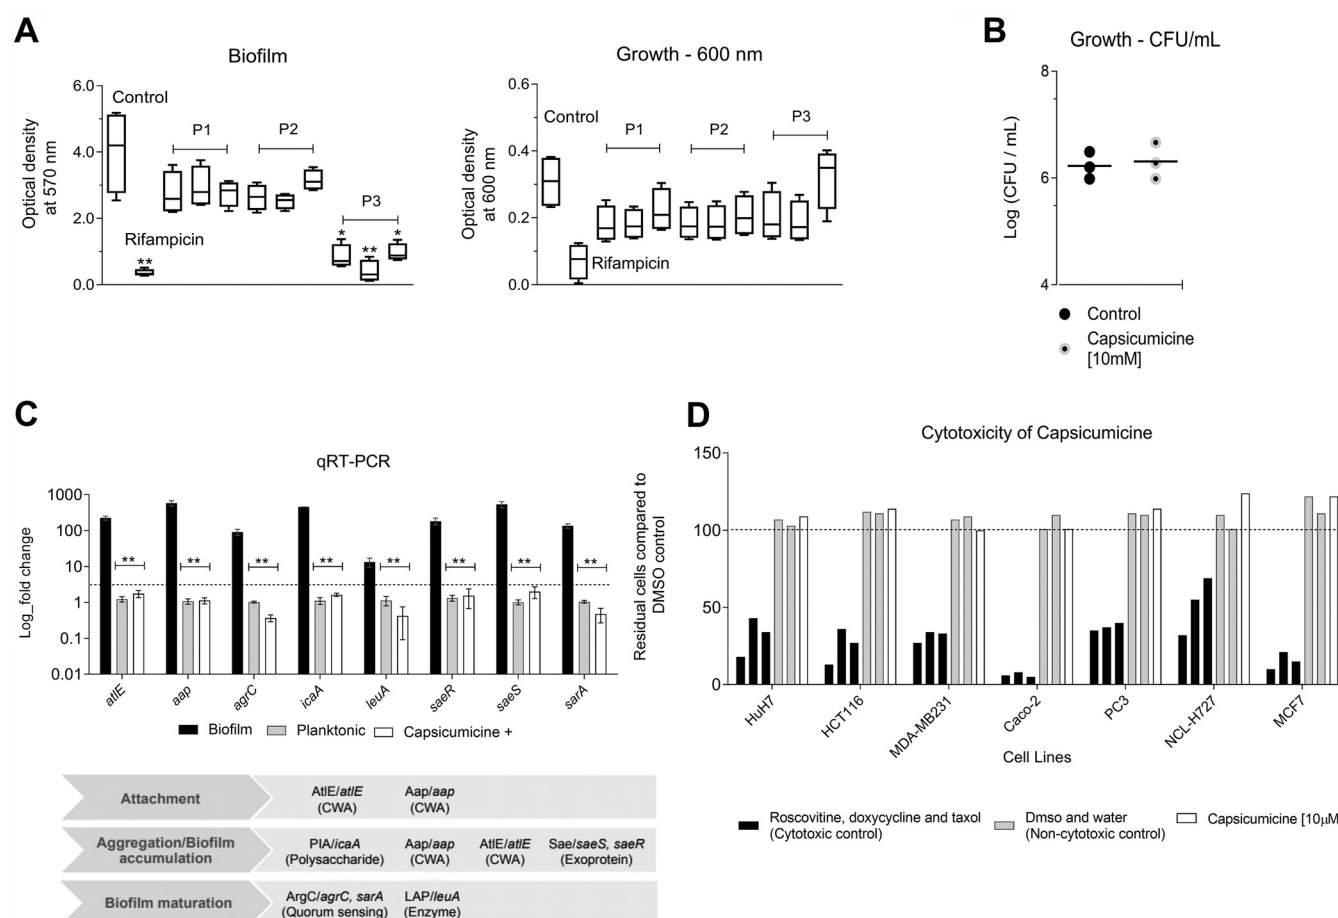 A
Biofilm
Optical density
at 570 nm
6.0
4.0
2.0
0.0
Control
Rifampicin
**
P1
P2
P3
*
**
*
Growth - 600 nm
Optical density
at 600 nm
0.6
0.4
0.2
0.0
Control
Rifampicin
P1
P2
P3
B
Growth - CFU/mL
Log (CFU / mL)
8
6
4
Control
Capsicumicine
[10mM]
C
qRT-PCR
Log_fold change
1000
100
10
1
0.1
0.01
** ** ** ** ** ** ** **
atlE aap agrC icaA leuA saeR saeS sarA
Biofilm Planktonic Capsicumicine +
Attachment
AtlE/atlE Aap/aap
(CWA) (CWA)
Aggregation/Biofilm
accumulation
PIA/icaA Aap/aap AtlE/atlE Sae/saeS, saeR
(Polysaccharide) (CWA) (CWA) (Exoprotein)
Biofilm maturation
ArgC/agrC, sarA LAP/leuA
(Quorum sensing) (Enzyme)
D
Cytotoxicity of Capsicumicine
Residual cells compared to
DMSO control
150
100
50
0
HuH7 HCT116 MDA-MB231 Caco-2 PC3 NCL-H727 MCF7
Cell Lines
Roscovitine, doxycycline and taxol
(Cytotoxic control)
Dmso and water
(Non-cytotoxic control)
Capsicumicine [10µM